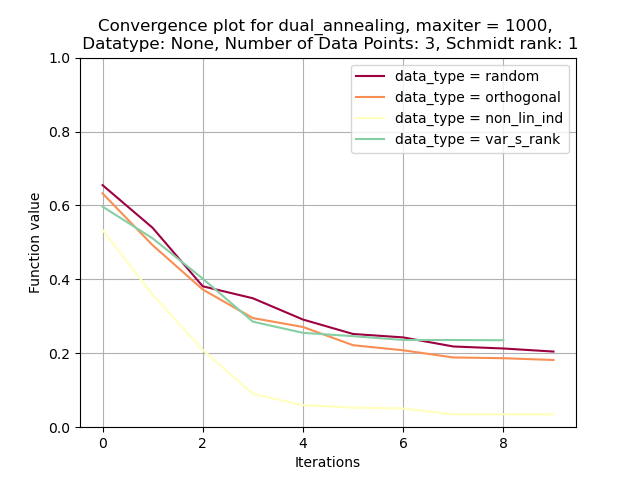 Convergence plot for dual_annealing, maxiter = 1000,
Datatype: None, Number of Data Points: 3, Schmidt rank: 1
1.0
0.8
0.6
0.4
0.2
0.0
Function value
data_type = random
data_type = orthogonal
data_type = non_lin_ind
data_type = var_s_rank
0
2
4
6
8
Iterations